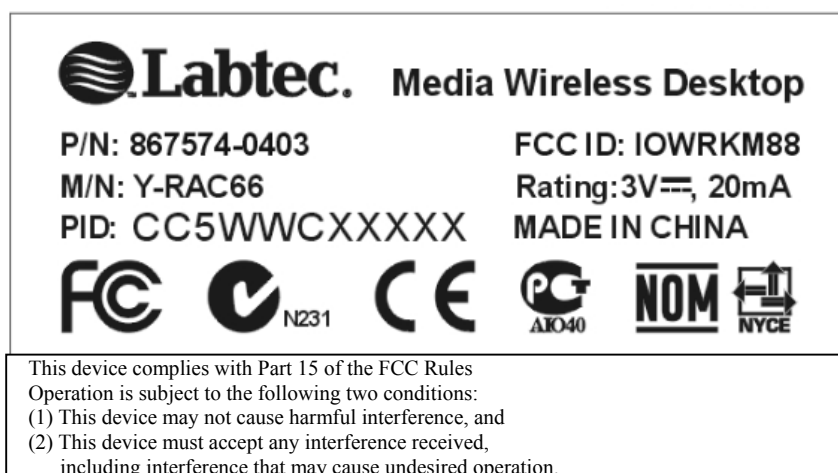 Labtec. Media Wireless Desktop
P/N: 867574-0403 FCC ID: IOWRKM88
M/N: Y-RAC66 Rating:3V⎓, 20mA
PID: CC5WWCXXXXX MADE IN CHINA
FC N231 CE PCT АЯ040 NOM NYCE
This device complies with Part 15 of the FCC Rules
Operation is subject to the following two conditions:
(1) This device may not cause harmful interference, and
(2) This device must accept any interference received,
including interference that may cause undesired operation.